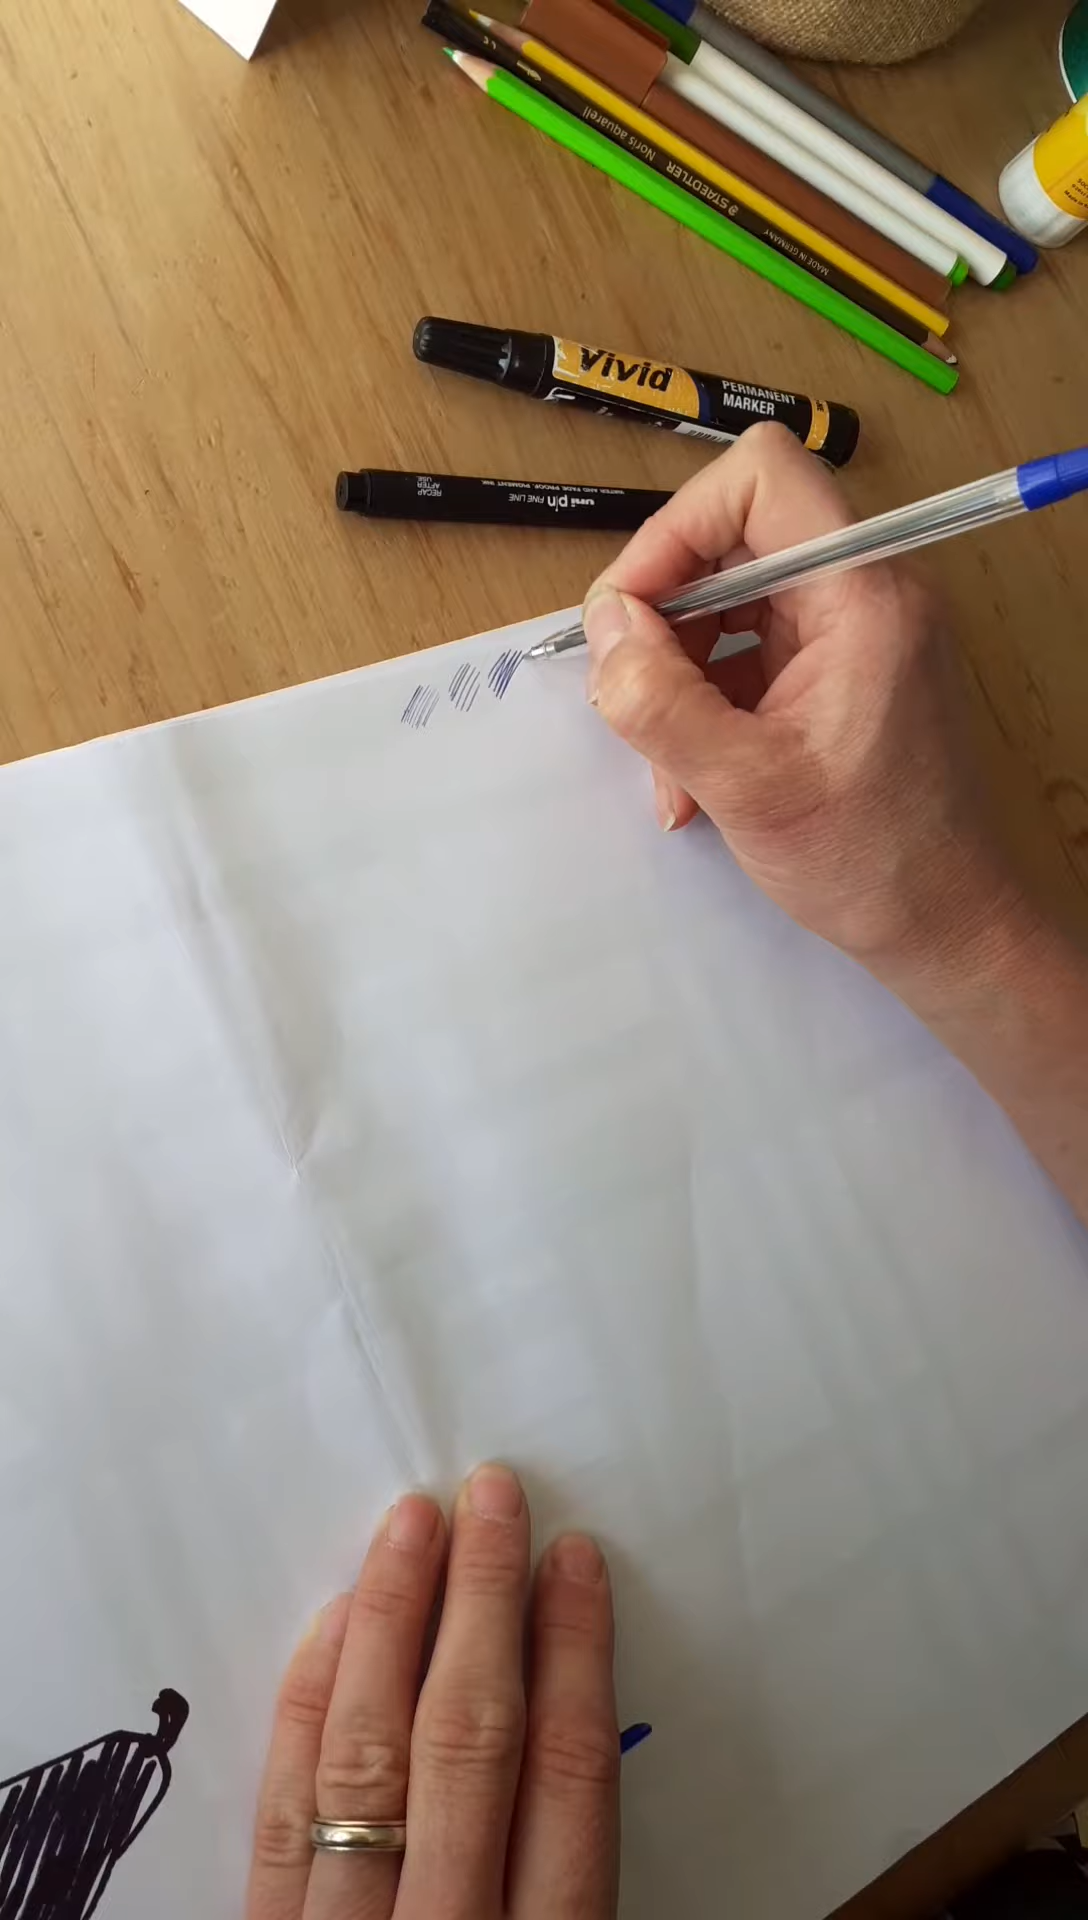 Noris aquarell
STAEDTLER
MADE IN GERMANY
Vivid
PERMANENT
MARKER
RECAP
AFTER
USE.
uni pin FINE LINE
WATER AND FADE PROOF, PIGMENT INK